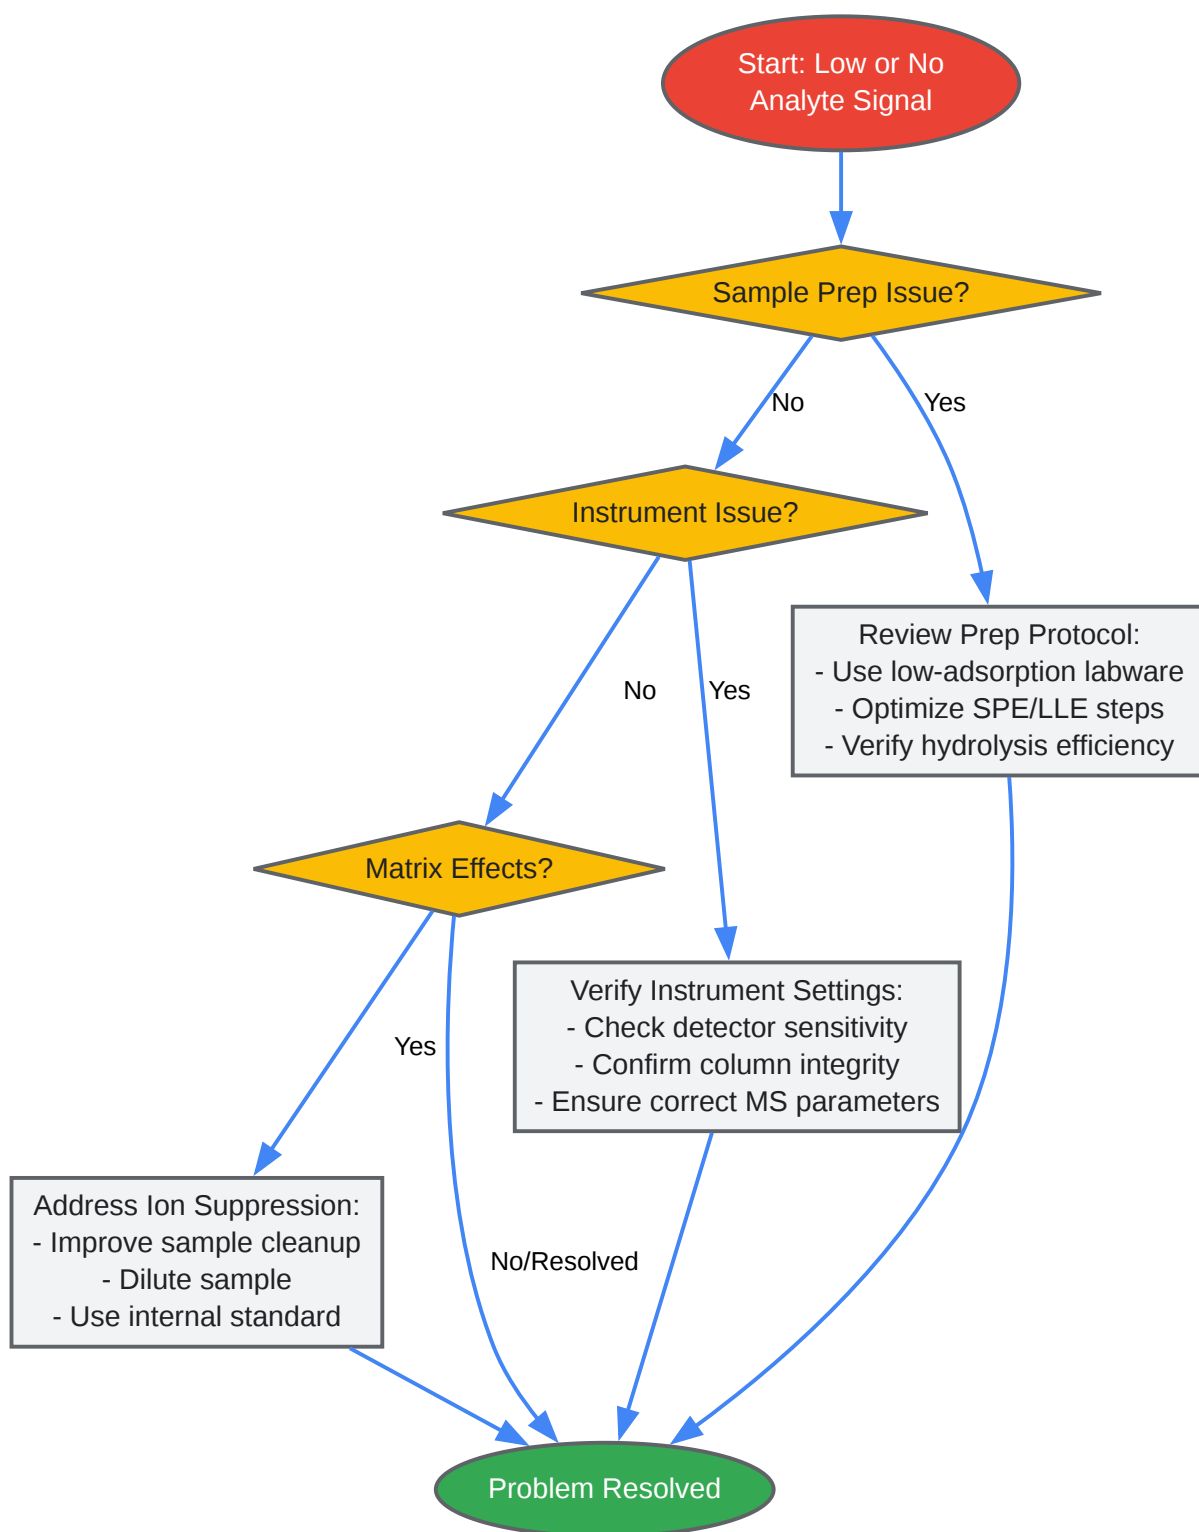 Start: Low or No
Analyte Signal
Sample Prep Issue?
No
Yes
Instrument Issue?
Review Prep Protocol:
- Use low-adsorption labware
- Optimize SPE/LLE steps
- Verify hydrolysis efficiency
No
Yes
Matrix Effects?
Verify Instrument Settings:
- Check detector sensitivity
- Confirm column integrity
- Ensure correct MS parameters
Yes
Address Ion Suppression:
- Improve sample cleanup
- Dilute sample
- Use internal standard
No/Resolved
Problem Resolved